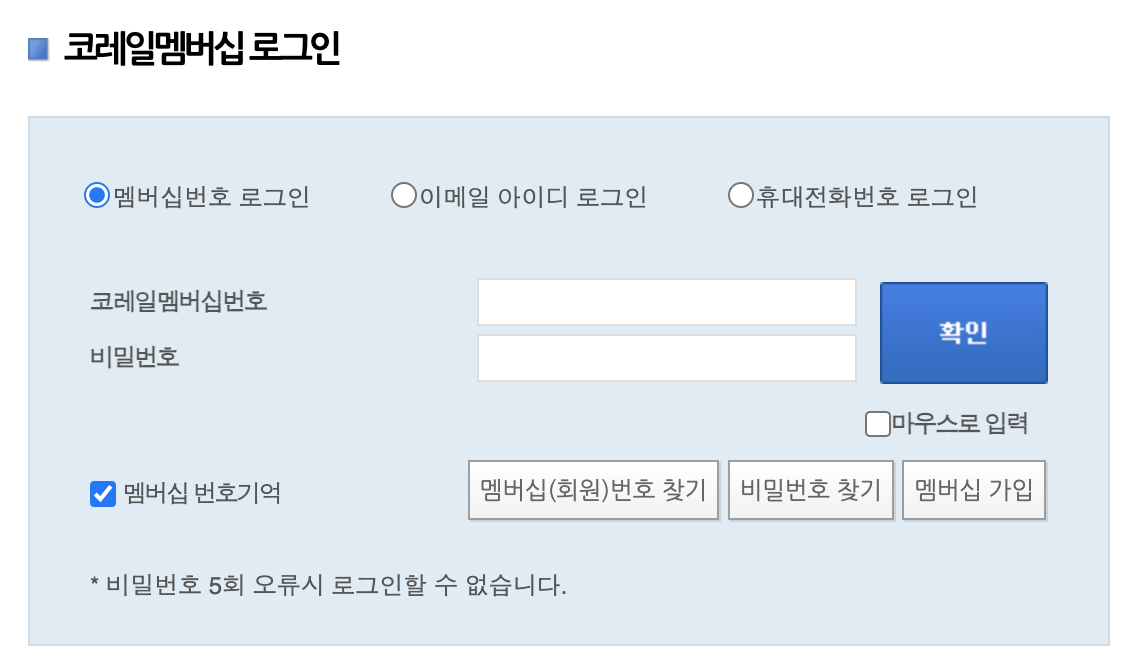 코레일멤버십 로그인
멤버십번호 로그인 이메일 아이디 로그인 휴대전화번호 로그인
코레일멤버십번호
비밀번호
확인
마우스로 입력
멤버십 번호기억 멤버십(회원)번호 찾기 비밀번호 찾기 멤버십 가입
* 비밀번호 5회 오류시 로그인할 수 없습니다.